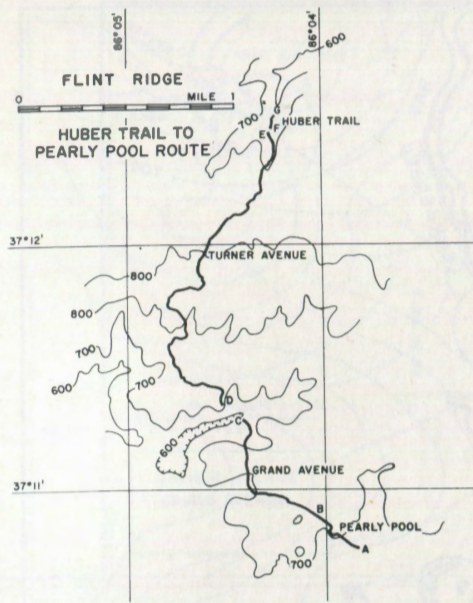 86°05'
86°04'
600
FLINT RIDGE
0 MILE 1
HUBER TRAIL TO
PEARLY POOL ROUTE
700
G
HUBER TRAIL
F
E
37°12'
TURNER AVENUE
800
800
700
600
700
D
C
600
GRAND AVENUE
37°11'
B
PEARLY POOL
A
700